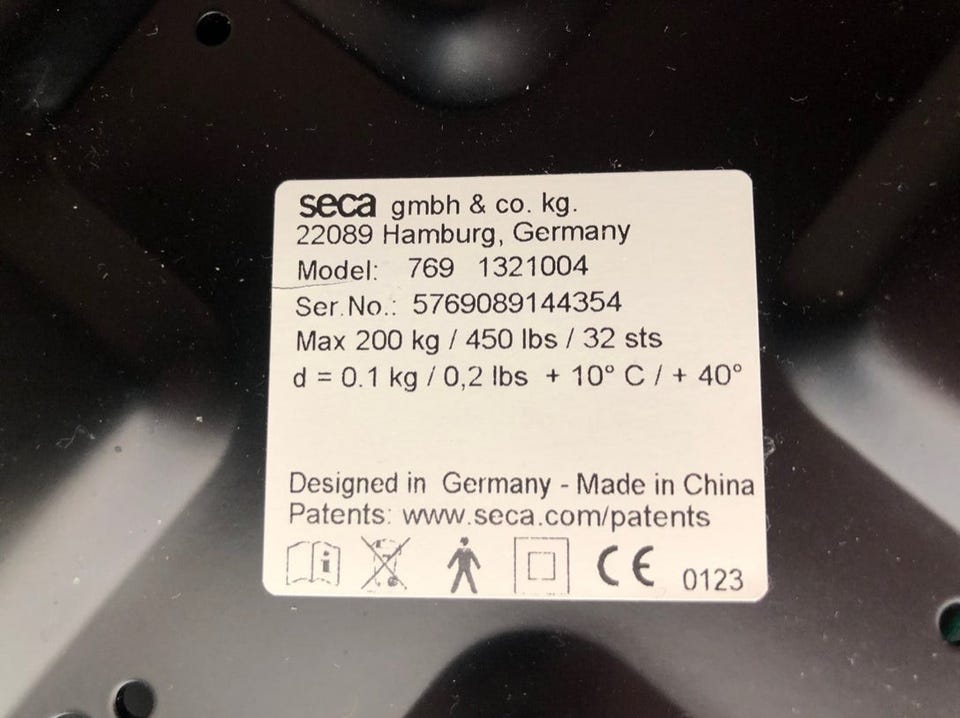 seca gmbh & co. kg.
22089 Hamburg, Germany
Model: 769 1321004
Ser.No.: 5769089144354
Max 200 kg / 450 lbs / 32 sts
d = 0.1 kg / 0,2 lbs + 10° C / + 40°
Designed in Germany - Made in China
Patents: www.seca.com/patents
i CE 0123